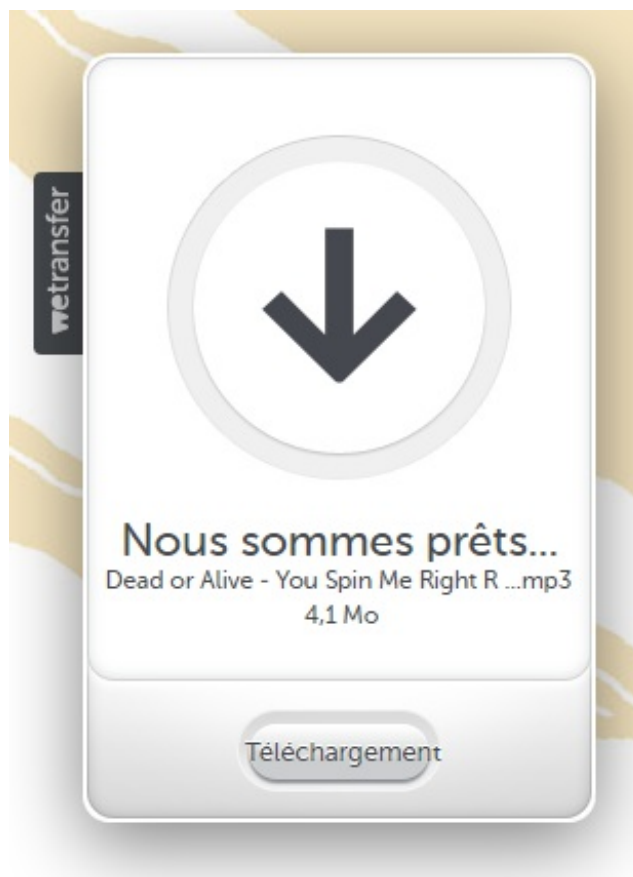 wetransfer
Nous sommes prêts...
Dead or Alive - You Spin Me Right R ...mp3
4,1 Mo
Téléchargement